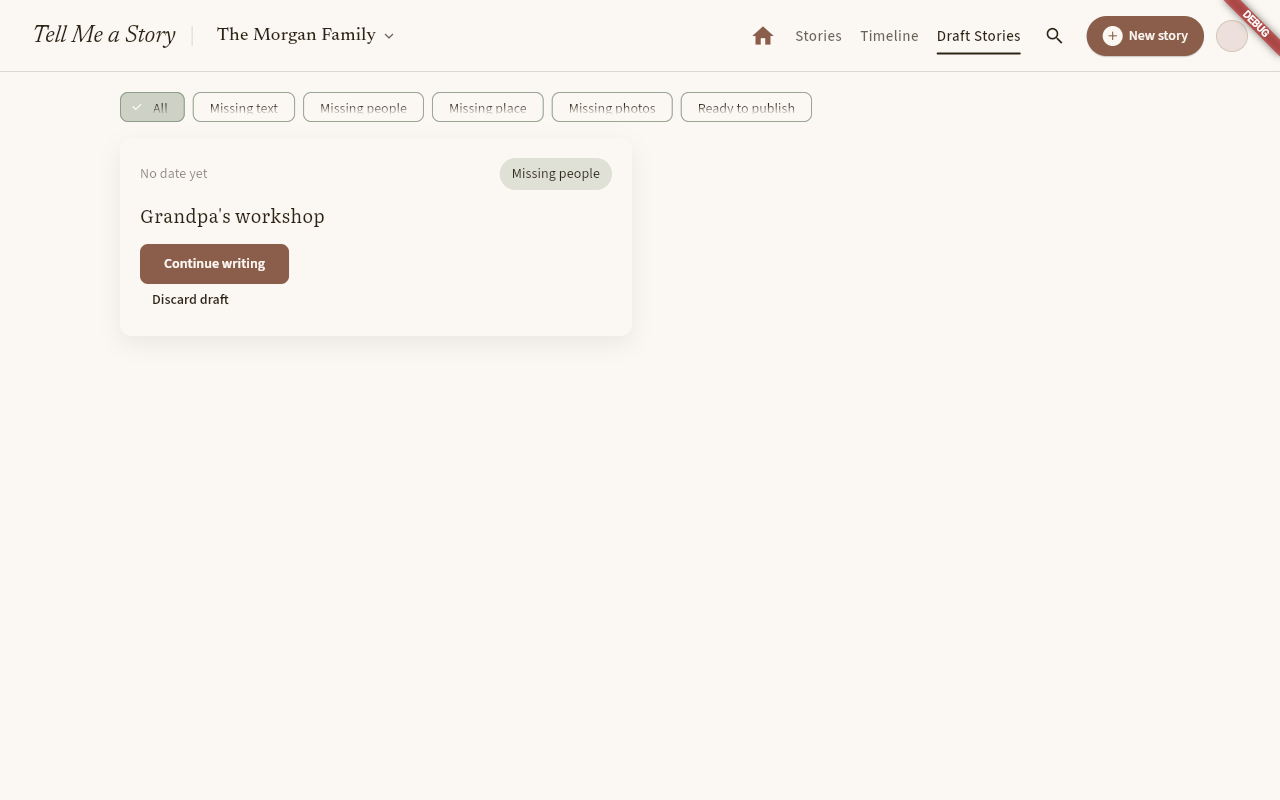 Tell Me a Story
The Morgan Family
Stories
Timeline
Draft Stories
New story
DEBUG
All
Missing text
Missing people
Missing place
Missing photos
Ready to publish
No date yet
Missing people
Grandpa's workshop
Continue writing
Discard draft